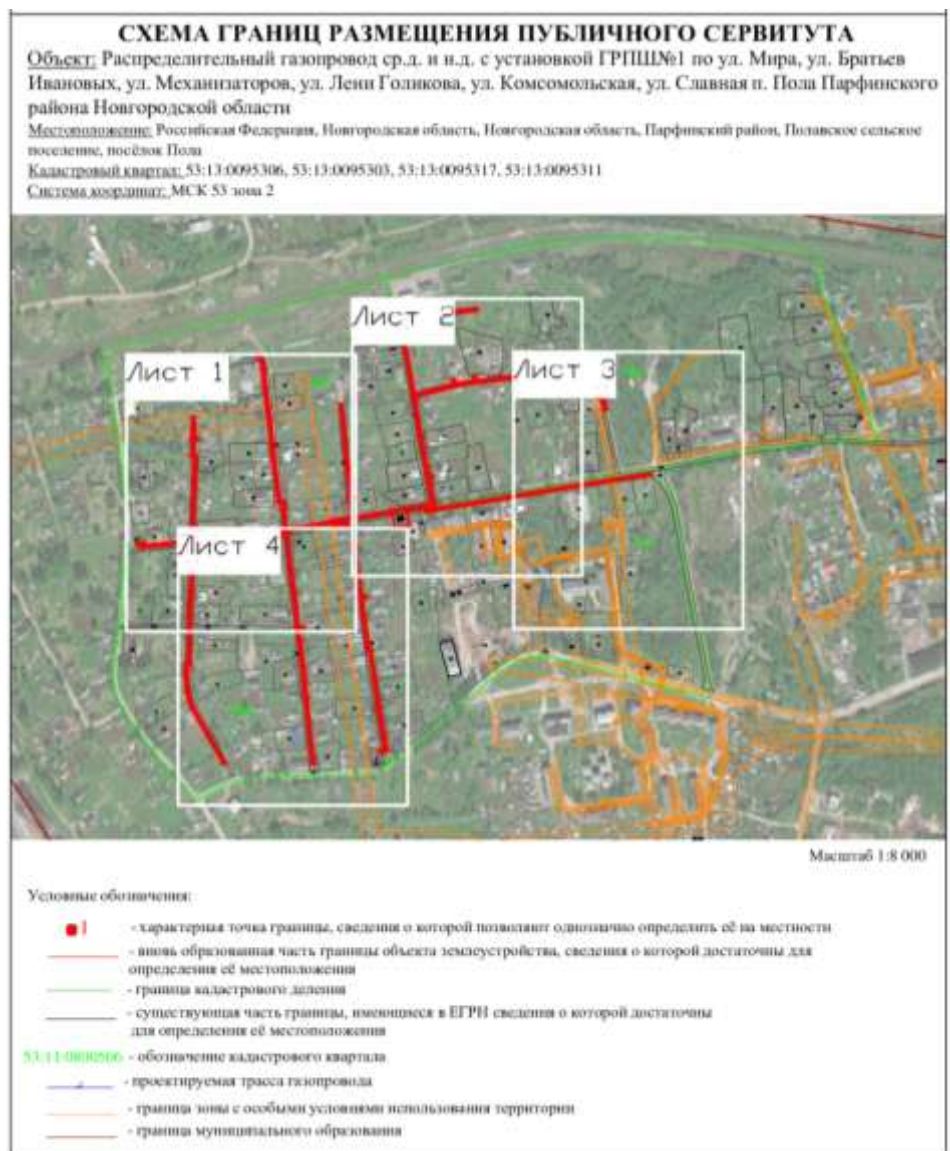 СХЕМА ГРАНИЦ РАЗМЕЩЕНИЯ ПУБЛИЧНОГО СЕРВИТУТА
Объект: Распределительный газопровод ср.д. и н.д. с установкой ГРПШ№1 по ул. Мира, ул. Братьев
Ивановых, ул. Механизаторов, ул. Лени Голикова, ул. Комсомольская, ул. Славная п. Пола Парфинского
района Новгородской области
Местоположение: Российская Федерация, Новгородская область, Новгородская область, Парфинский район, Полавское сельское
поселение, посёлок Пола
Кадастровый квартал: 53:13:0095306, 53:13:0095303, 53:13:0095317, 53:13:0095311
Система координат: МСК 53 зона 2
Лист 2
Лист 1
Лист 3
Лист 4
Масштаб 1:8 000
Условные обозначения:
1 - характерная точка границы, сведения о которой позволяют однозначно определить её на местности
- вновь образованная часть границы объекта землеустройства, сведения о которой достаточны для
определения её местоположения
- граница кадастрового деления
- существующая часть границы, имеющиеся в ЕГРН сведения о которой достаточны
для определения её местоположения
- обозначение кадастрового квартала
- проектируемая трасса газопровода
- граница зоны с особыми условиями использования территории
- граница муниципального образования